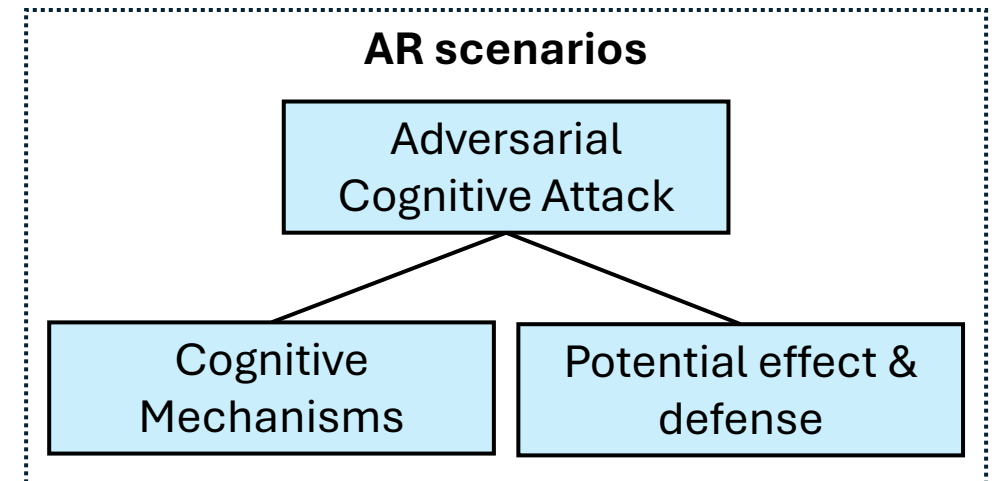 AR scenarios
Adversarial
Cognitive Attack
Cognitive
Mechanisms
Potential effect &
defense